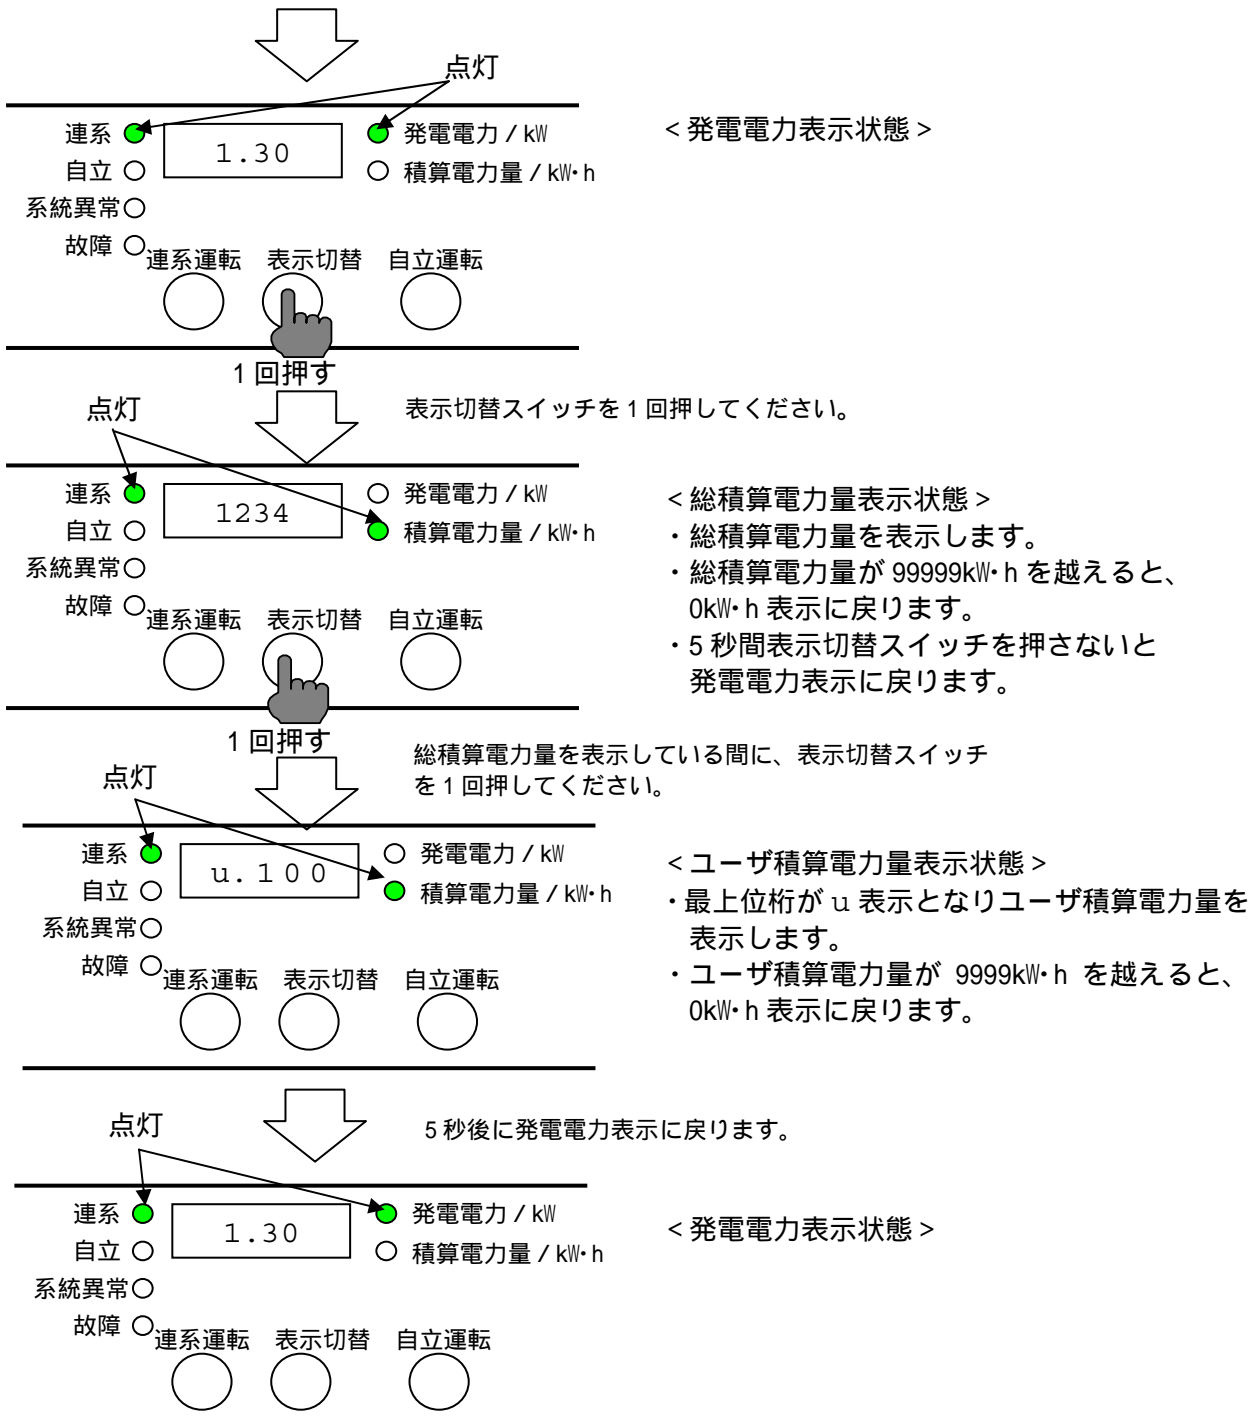 点灯
連系 1.30 発電電力/kW <発電電力表示状態>
自立 積算電力量/kW・h
系統異常
故障
連系運転 表示切替 自立運転
1回押す
点灯 表示切替スイッチを1回押してください。
連系 1234 発電電力/kW <総積算電力量表示状態>
自立 積算電力量/kW・h ・総積算電力量を表示します。
系統異常 ・総積算電力量が 99999kW・h を越えると、
故障 0kW・h 表示に戻ります。
連系運転 表示切替 自立運転 ・5秒間表示切替スイッチを押さないと
発電電力表示に戻ります。
1回押す
総積算電力量を表示している間に、表示切替スイッチ
を1回押してください。
点灯
連系 u.100 発電電力/kW <ユーザ積算電力量表示状態>
自立 積算電力量/kW・h ・最上位桁が u 表示となりユーザ積算電力量を
系統異常 表示します。
故障 ・ユーザ積算電力量が 9999kW・h を越えると、
連系運転 表示切替 自立運転 0kW・h 表示に戻ります。
点灯 5秒後に発電電力表示に戻ります。
連系 1.30 発電電力/kW <発電電力表示状態>
自立 積算電力量/kW・h
系統異常
故障
連系運転 表示切替 自立運転